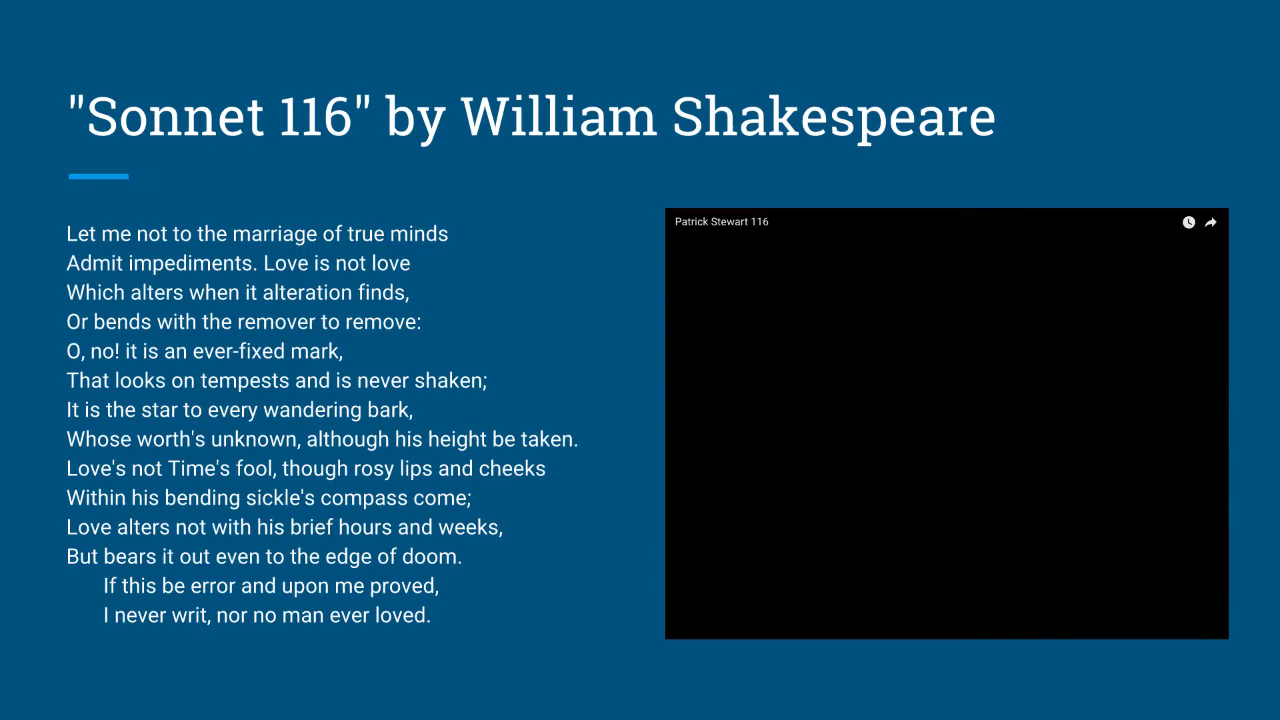 "Sonnet 116" by William Shakespeare
Let me not to the marriage of true minds
Admit impediments. Love is not love
Which alters when it alteration finds,
Or bends with the remover to remove:
O, no! it is an ever-fixed mark,
That looks on tempests and is never shaken;
It is the star to every wandering bark,
Whose worth's unknown, although his height be taken.
Love's not Time's fool, though rosy lips and cheeks
Within his bending sickle's compass come;
Love alters not with his brief hours and weeks,
But bears it out even to the edge of doom.
If this be error and upon me proved,
I never writ, nor no man ever loved.
Patrick Stewart 116